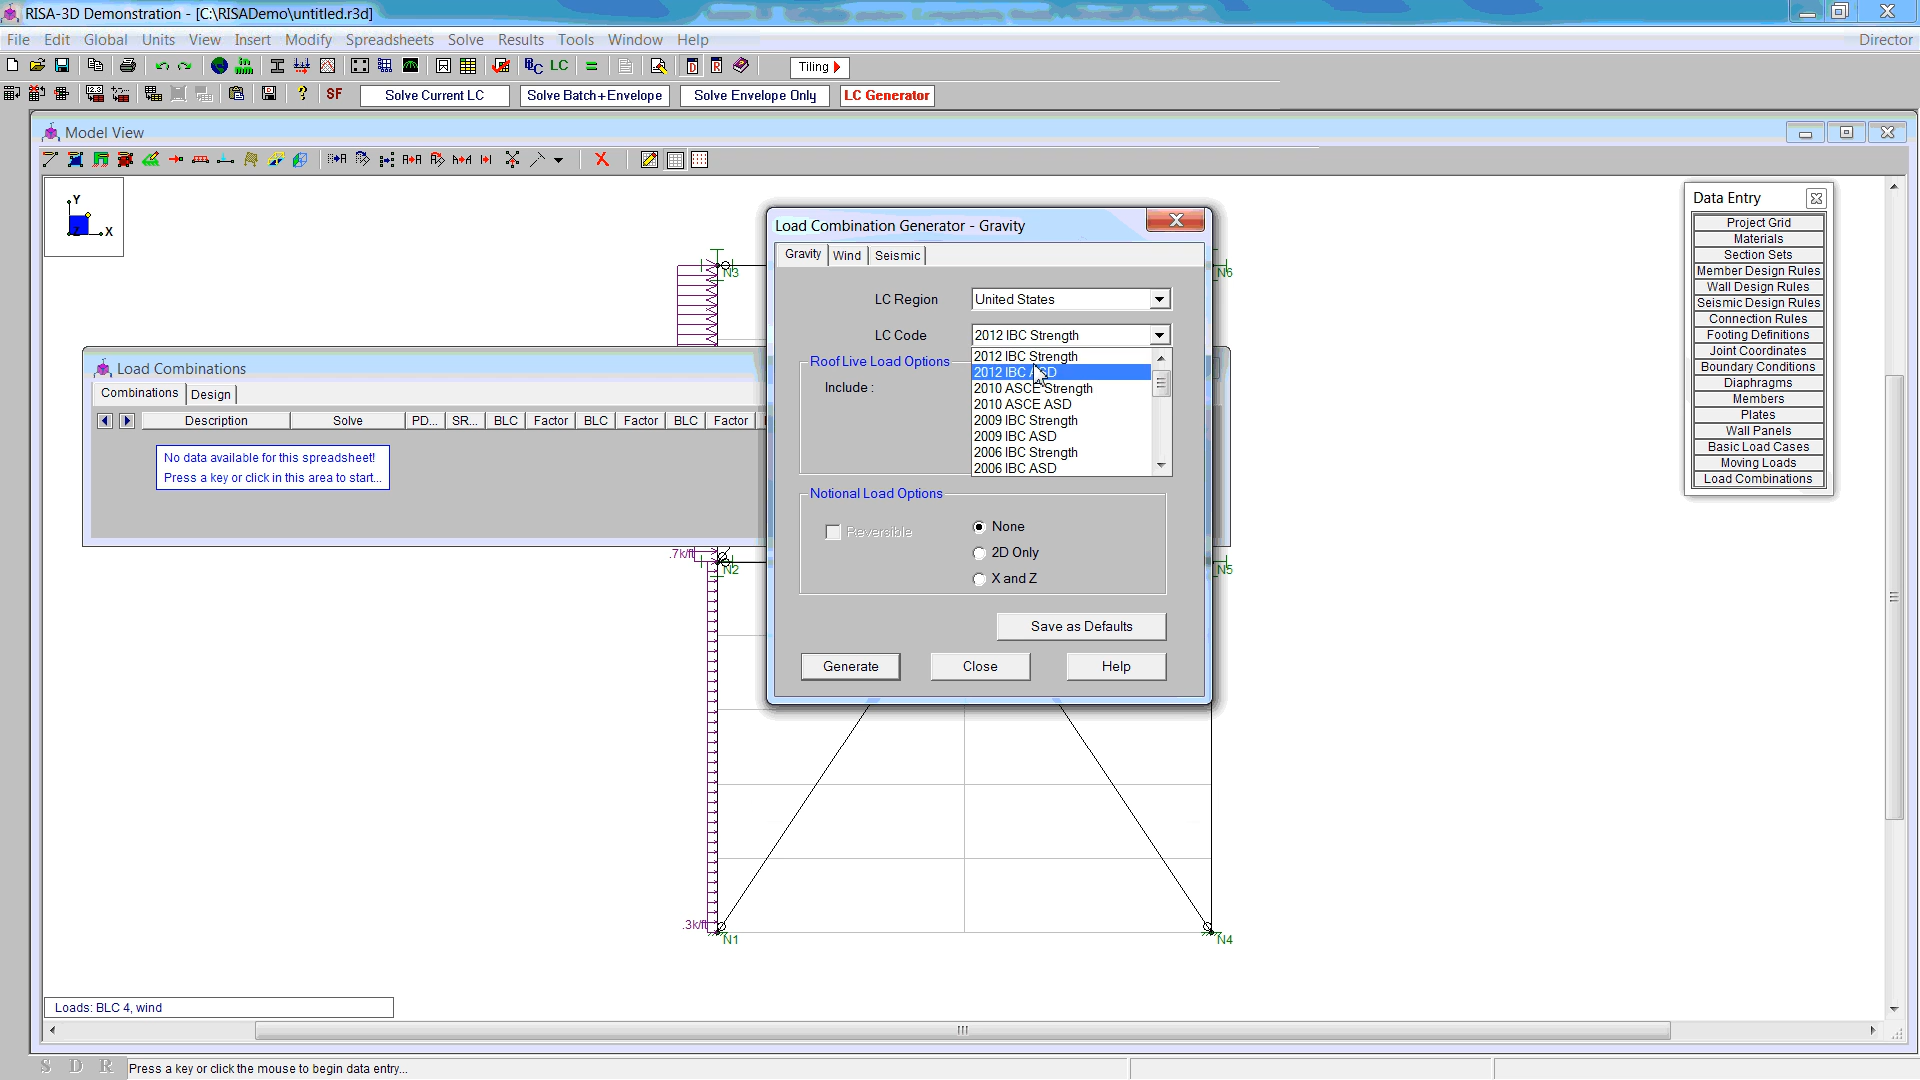 RISA-3D Demonstration - [C:\RISADemo\untitled.r3d]
File Edit Global Units View Insert Modify Spreadsheets Solve Results Tools Window Help Director
LC D R Tiling
? SF Solve Current LC Solve Batch+Envelope Solve Envelope Only LC Generator
Model View
Y
X
Z
Data Entry
Project Grid
Materials
Section Sets
Member Design Rules
Wall Design Rules
Seismic Design Rules
Connection Rules
Footing Definitions
Joint Coordinates
Boundary Conditions
Diaphragms
Members
Plates
Wall Panels
Basic Load Cases
Moving Loads
Load Combinations
N3
N6
Load Combinations
Combinations Design
Description Solve PD... SR... BLC Factor BLC Factor BLC Factor
No data available for this spreadsheet!
Press a key or click in this area to start...
Load Combination Generator - Gravity
Gravity Wind Seismic
LC Region United States
LC Code 2012 IBC Strength
2012 IBC Strength
2012 IBC ASD
2010 ASCE Strength
2010 ASCE ASD
2009 IBC Strength
2009 IBC ASD
2006 IBC Strength
2006 IBC ASD
Roof Live Load Options
Include :
Notional Load Options
Reversible
None
2D Only
X and Z
Save as Defaults
Generate Close Help
.7k/ft
N2
N5
.3k/ft
N1
N4
Loads: BLC 4, wind
S D R Press a key or click the mouse to begin data entry...